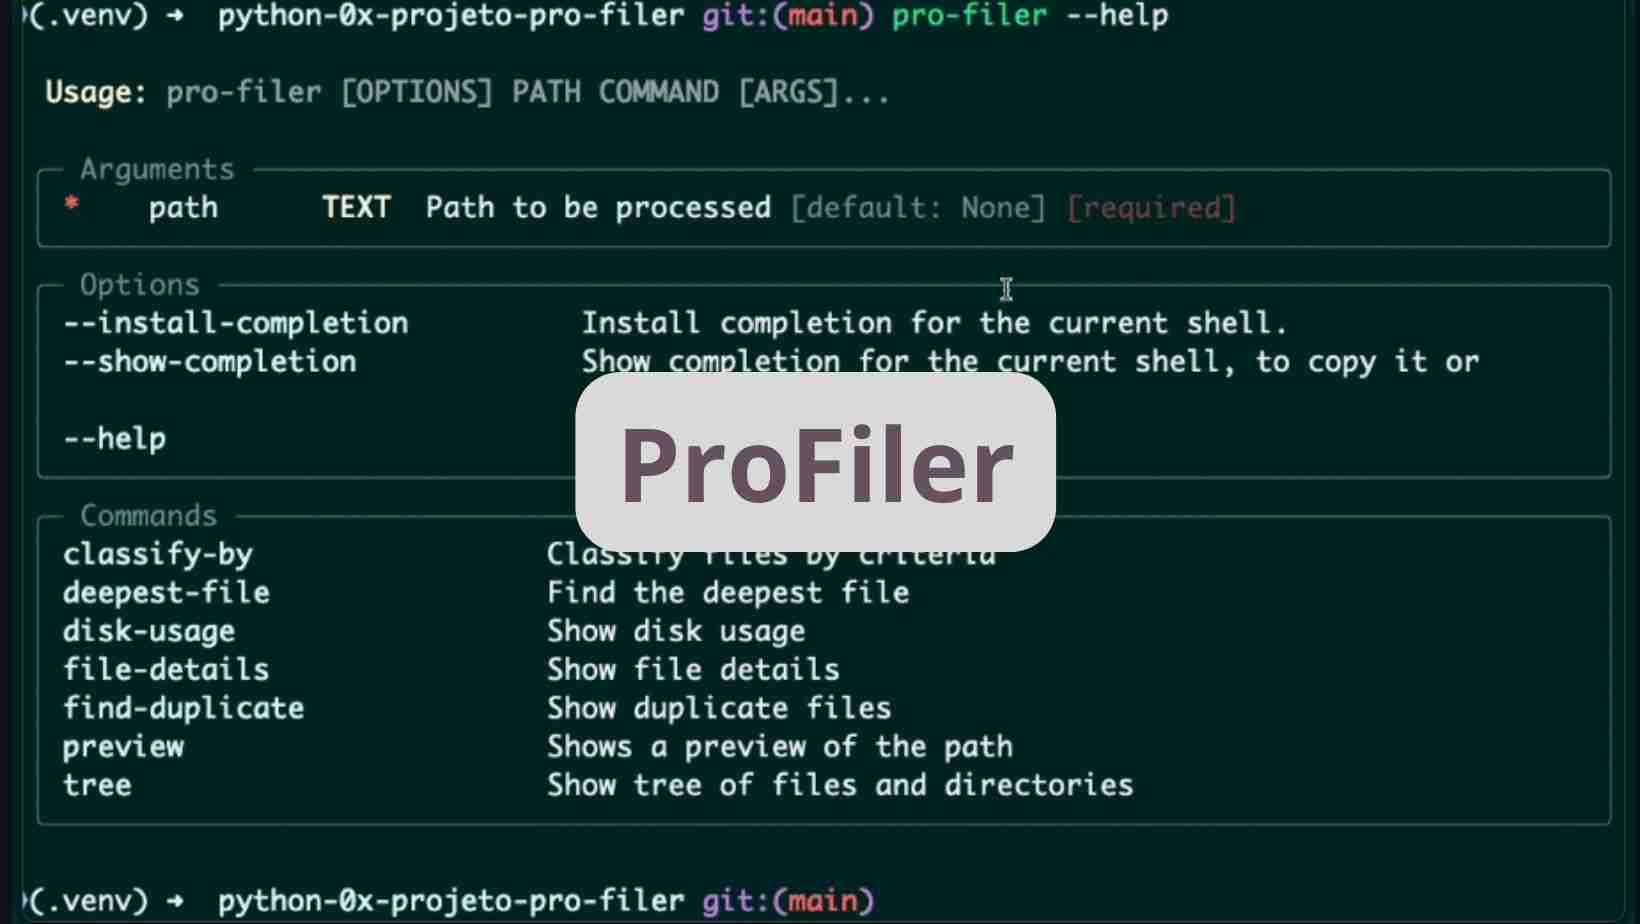 (.venv) ➜ python-0x-projeto-pro-filer git:(main) pro-filer --help
Usage: pro-filer [OPTIONS] PATH COMMAND [ARGS]...
Arguments
* path TEXT Path to be processed [default: None] [required]
Options
--install-completion Install completion for the current shell.
--show-completion Show completion for the current shell, to copy it or
--help
ProFiler
Commands
classify-by Classify files by criteria
deepest-file Find the deepest file
disk-usage Show disk usage
file-details Show file details
find-duplicate Show duplicate files
preview Shows a preview of the path
tree Show tree of files and directories
(.venv) ➜ python-0x-projeto-pro-filer git:(main)